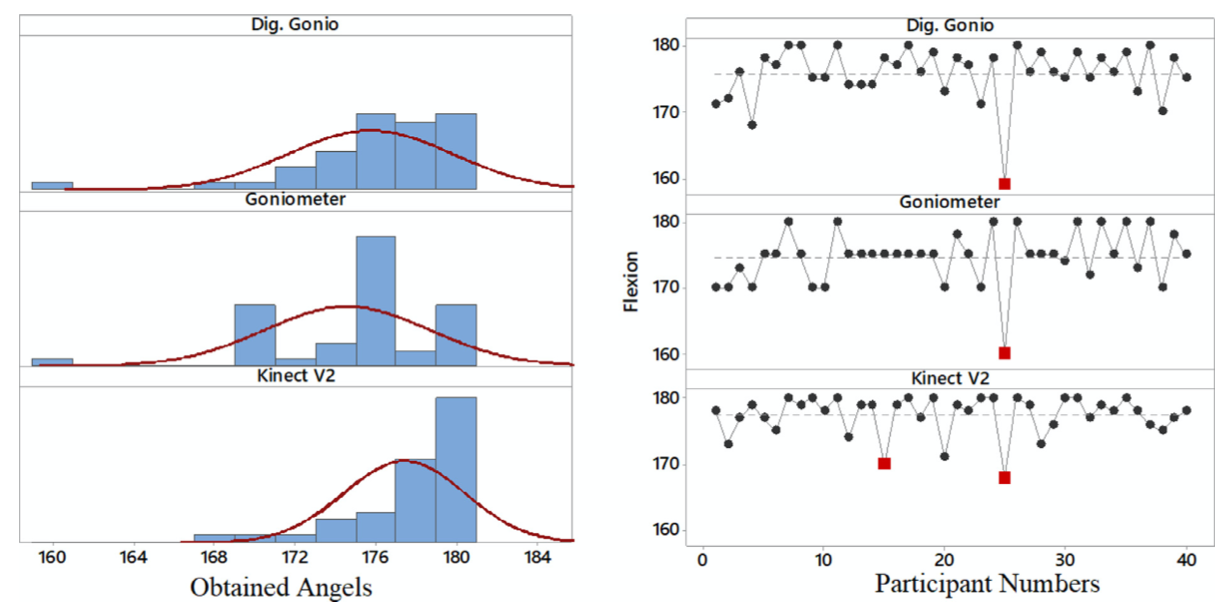 Dig. Gonio
Goniometer
Kinect V2
160 164 168 172 176 180 184
Obtained Angels
Dig. Gonio
180
170
160
Goniometer
180
170
160
Flexion
Kinect V2
180
170
160
0 10 20 30 40
Participant Numbers